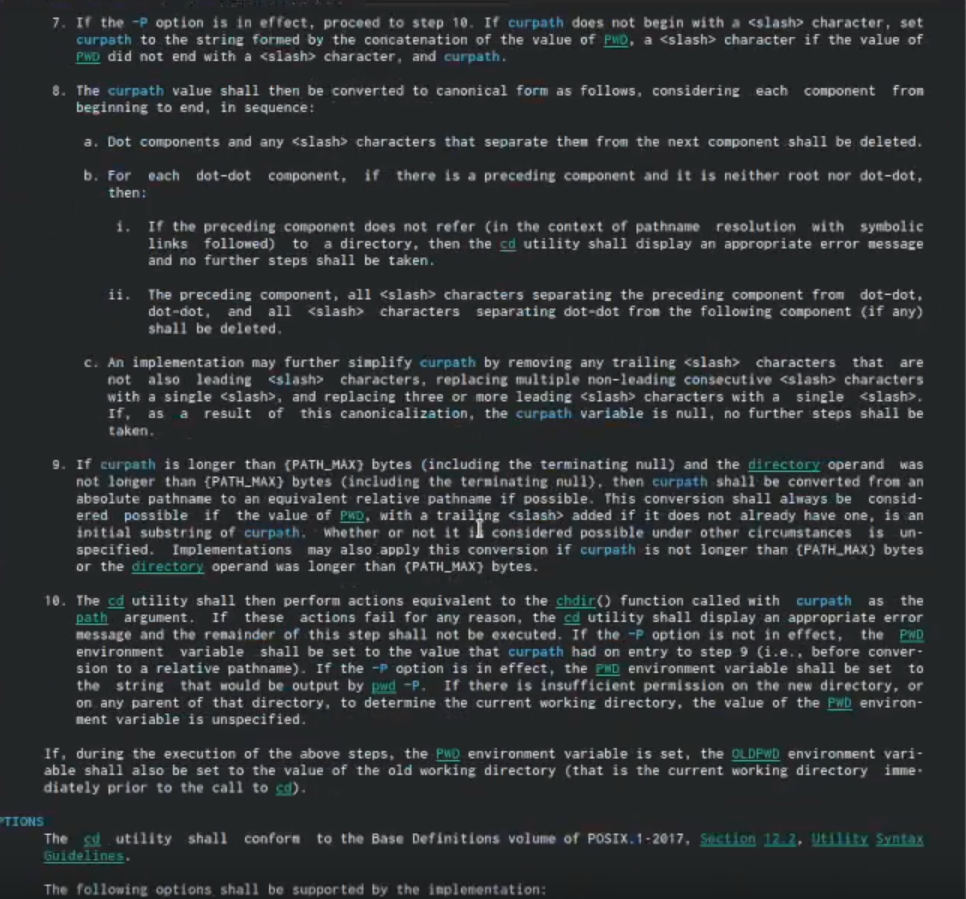 7. If the -P option is in effect, proceed to step 10. If curpath does not begin with a <slash> character, set
curpath to the string formed by the concatenation of the value of PWD, a <slash> character if the value of
PWD did not end with a <slash> character, and curpath.
8. The curpath value shall then be converted to canonical form as follows, considering each component from
beginning to end, in sequence:
a. Dot components and any <slash> characters that separate them from the next component shall be deleted.
b. For each dot-dot component, if there is a preceding component and it is neither root nor dot-dot,
then:
i. If the preceding component does not refer (in the context of pathname resolution with symbolic
links followed) to a directory, then the cd utility shall display an appropriate error message
and no further steps shall be taken.
ii. The preceding component, all <slash> characters separating the preceding component from dot-dot,
dot-dot, and all <slash> characters separating dot-dot from the following component (if any)
shall be deleted.
c. An implementation may further simplify curpath by removing any trailing <slash> characters that are
not also leading <slash> characters, replacing multiple non-leading consecutive <slash> characters
with a single <slash>, and replacing three or more leading <slash> characters with a single <slash>.
If, as a result of this canonicalization, the curpath variable is null, no further steps shall be
taken.
9. If curpath is longer than {PATH_MAX} bytes (including the terminating null) and the directory operand was
not longer than {PATH_MAX} bytes (including the terminating null), then curpath shall be converted from an
absolute pathname to an equivalent relative pathname if possible. This conversion shall always be consid-
ered possible if the value of PWD, with a trailing <slash> added if it does not already have one, is an
initial substring of curpath. Whether or not it is considered possible under other circumstances is un-
specified. Implementations may also apply this conversion if curpath is not longer than {PATH_MAX} bytes
or the directory operand was longer than {PATH_MAX} bytes.
10. The cd utility shall then perform actions equivalent to the chdir() function called with curpath as the
path argument. If these actions fail for any reason, the cd utility shall display an appropriate error
message and the remainder of this step shall not be executed. If the -P option is not in effect, the PWD
environment variable shall be set to the value that curpath had on entry to step 9 (i.e., before conver-
sion to a relative pathname). If the -P option is in effect, the PWD environment variable shall be set to
the string that would be output by pwd -P. If there is insufficient permission on the new directory, or
on any parent of that directory, to determine the current working directory, the value of the PWD environ-
ment variable is unspecified.
If, during the execution of the above steps, the PWD environment variable is set, the OLDPWD environment vari-
able shall also be set to the value of the old working directory (that is the current working directory imme-
diately prior to the call to cd).
PTIONS
The cd utility shall conform to the Base Definitions volume of POSIX.1-2017, Section 12.2, Utility Syntax
Guidelines.
The following options shall be supported by the implementation: